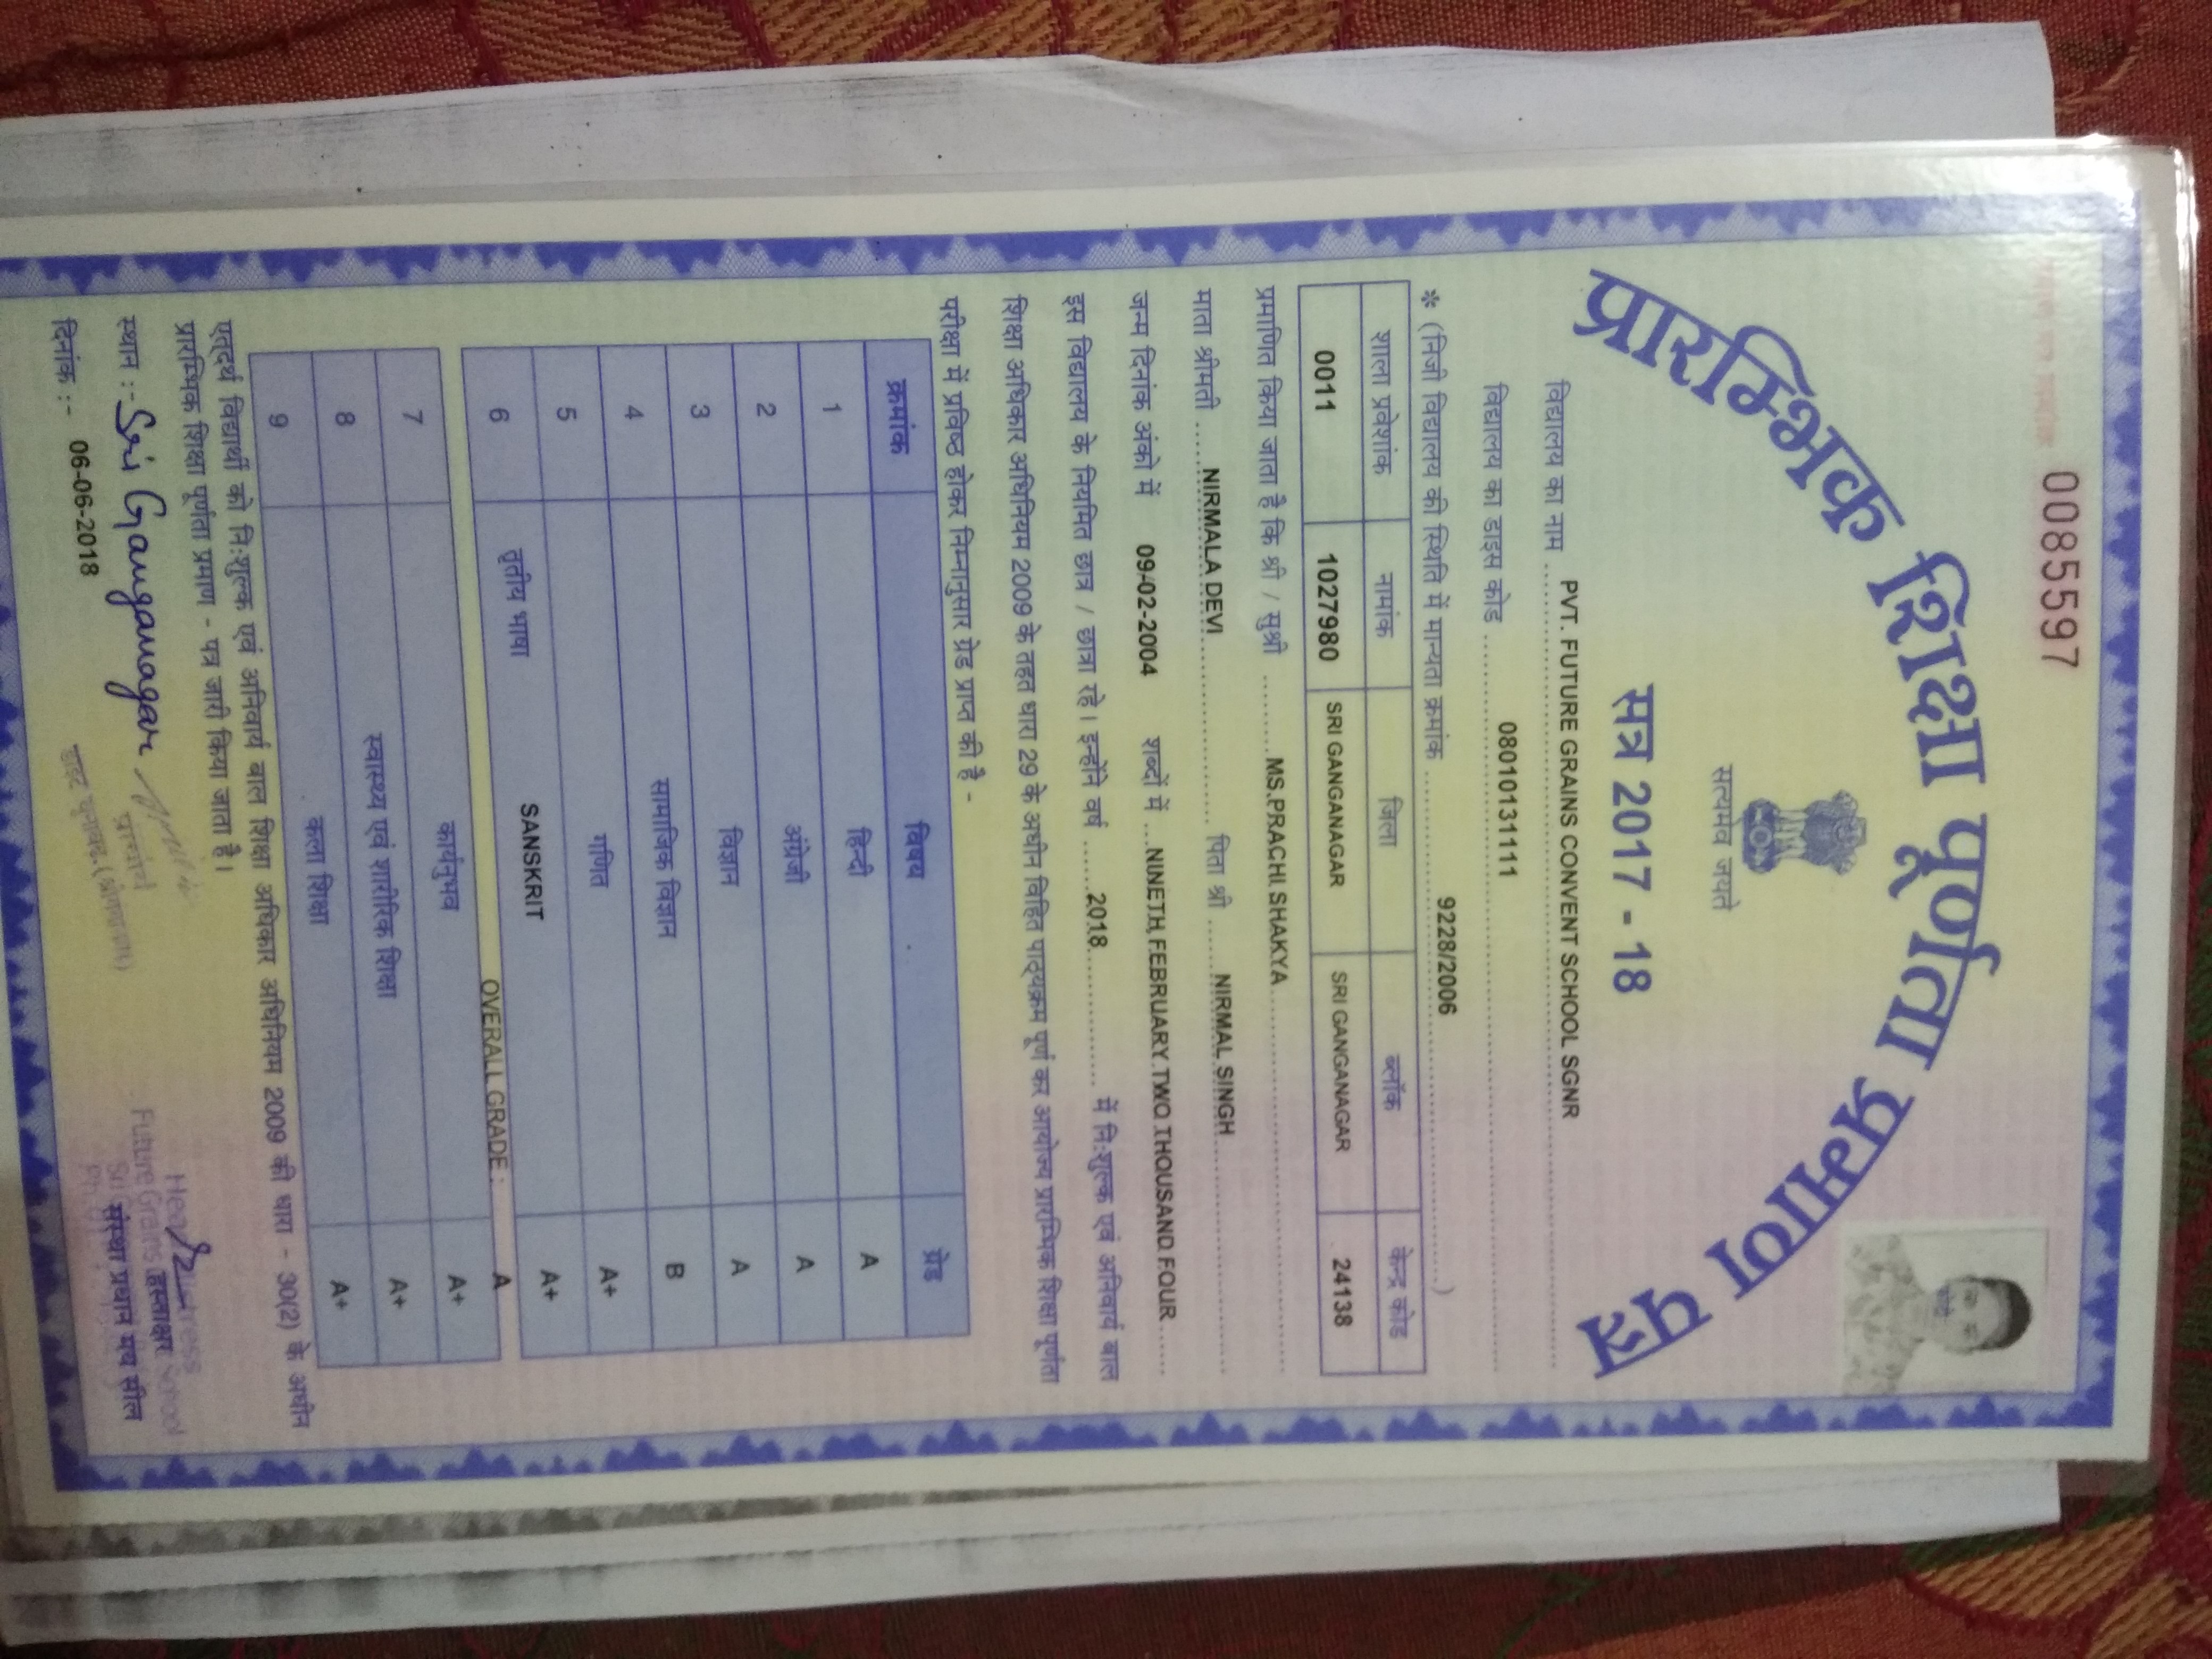 0085597
प्रारम्भिक शिक्षा पूर्णता प्रमाण पत्र
सत्यमेव जयते
सत्र 2017 - 18
विद्यालय का नाम PVT. FUTURE GRAINS CONVENT SCHOOL SGNR
विद्यालय का डाइस कोड 08010131111
* (निजी विद्यालय की स्थिति में मान्यता क्रमांक 9228/2006)
शाला प्रवेशांक नामांक जिला ब्लॉक केन्द्र कोड
0011 1027980 SRI GANGANAGAR SRI GANGANAGAR 24138
प्रमाणित किया जाता है कि श्री / सुश्री MS.PRACHI SHAKYA
माता श्रीमती NIRMALA DEVI पिता श्री NIRMAL SINGH
जन्म दिनांक अंको में 09-02-2004 शब्दों में NINETH FEBRUARY TWO THOUSAND FOUR
इस विद्यालय के नियमित छात्र / छात्रा रहे। इन्होंने वर्ष 2018 में नि:शुल्क एवं अनिवार्य बाल
शिक्षा अधिकार अधिनियम 2009 के तहत धारा 29 के अधीन विहित पाठ्यक्रम पूर्ण कर आयोज्य प्रारम्भिक शिक्षा पूर्णता
परीक्षा में प्रविष्ठ होकर निम्नानुसार ग्रेड प्राप्त की है -
क्रमांक विषय ग्रेड
1 हिन्दी A
2 अंग्रेजी A
3 विज्ञान A
4 सामाजिक विज्ञान B
5 गणित A+
6 तृतीय भाषा SANSKRIT A+
OVERALL GRADE : A
7 कार्यनुभव A+
8 स्वास्थ्य एवं शारीरिक शिक्षा A+
9 कला शिक्षा A+
एतद्दर्थ विद्यार्थी को नि:शुल्क एवं अनिवार्य बाल शिक्षा अधिकार अधिनियम 2009 की धारा - 30(2) के अधीन
प्रारम्भिक शिक्षा पूर्णता प्रमाण - पत्र जारी किया जाता है।
स्थान :- Sri Ganganagar
दिनांक :- 06-06-2018
Future Grains School
हस्ताक्षर
संस्था प्रधान मय सील